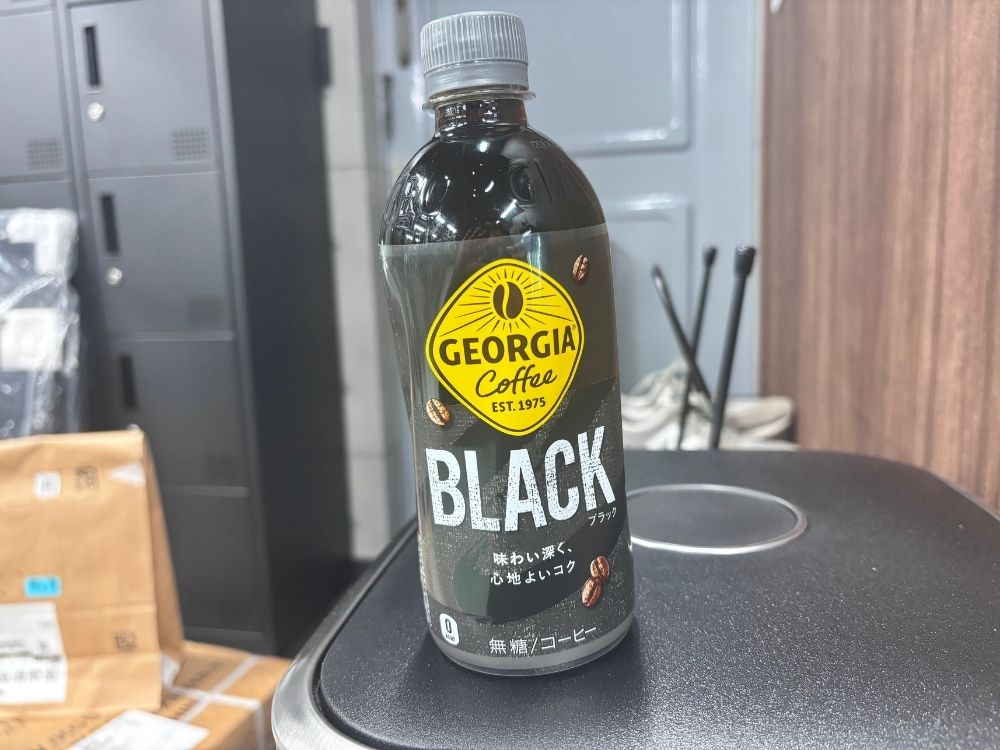 GEORGIA
Coffee
EST. 1975
BLACK
ブラック
味わい深く、
心地よいコク
0
kcal
無糖/コーヒー